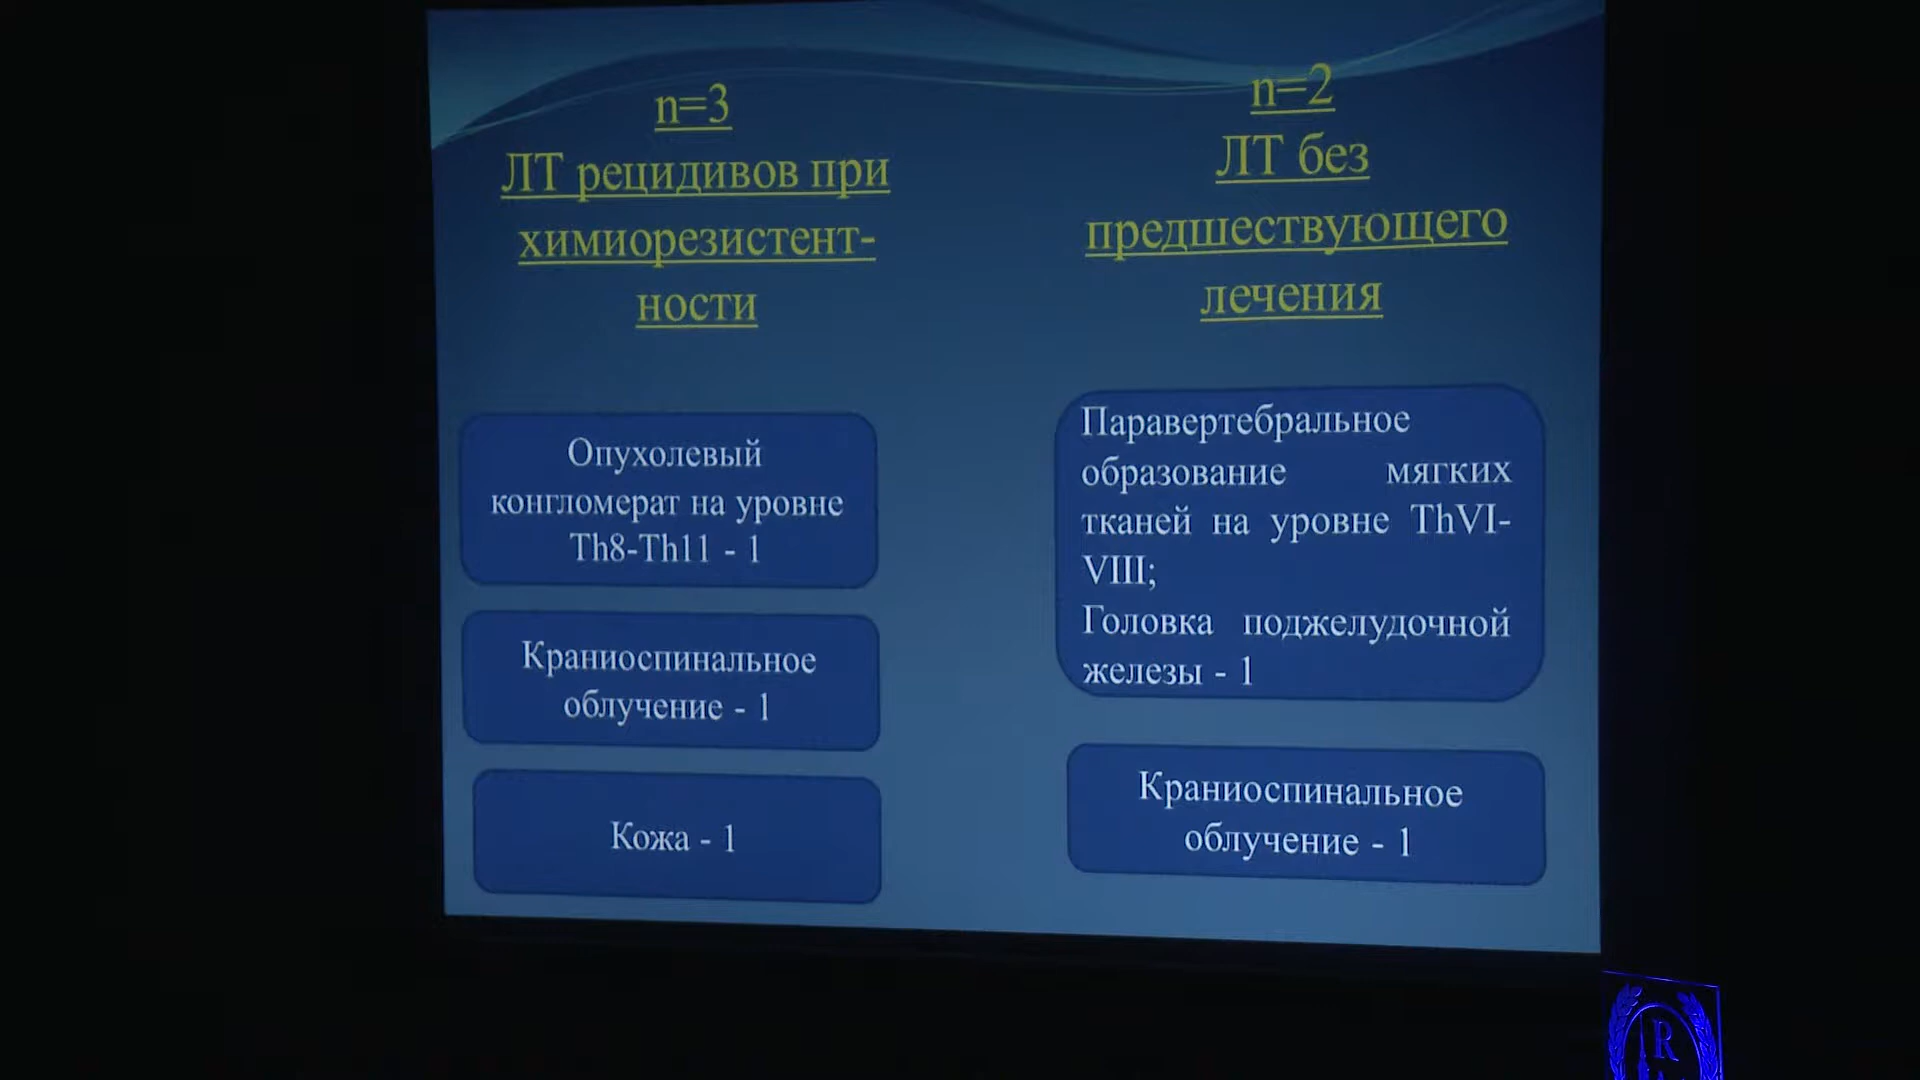 n=3
ЛТ рецидивов при
химиорезистент-
ности
Опухолевый
конгломерат на уровне
Th8-Th11 - 1
Краниоспинальное
облучение - 1
Кожа - 1
n=2
ЛТ без
предшествующего
лечения
Паравертебральное
образование мягких
тканей на уровне ThVI-
VIII;
Головка поджелудочной
железы - 1
Краниоспинальное
облучение - 1
R